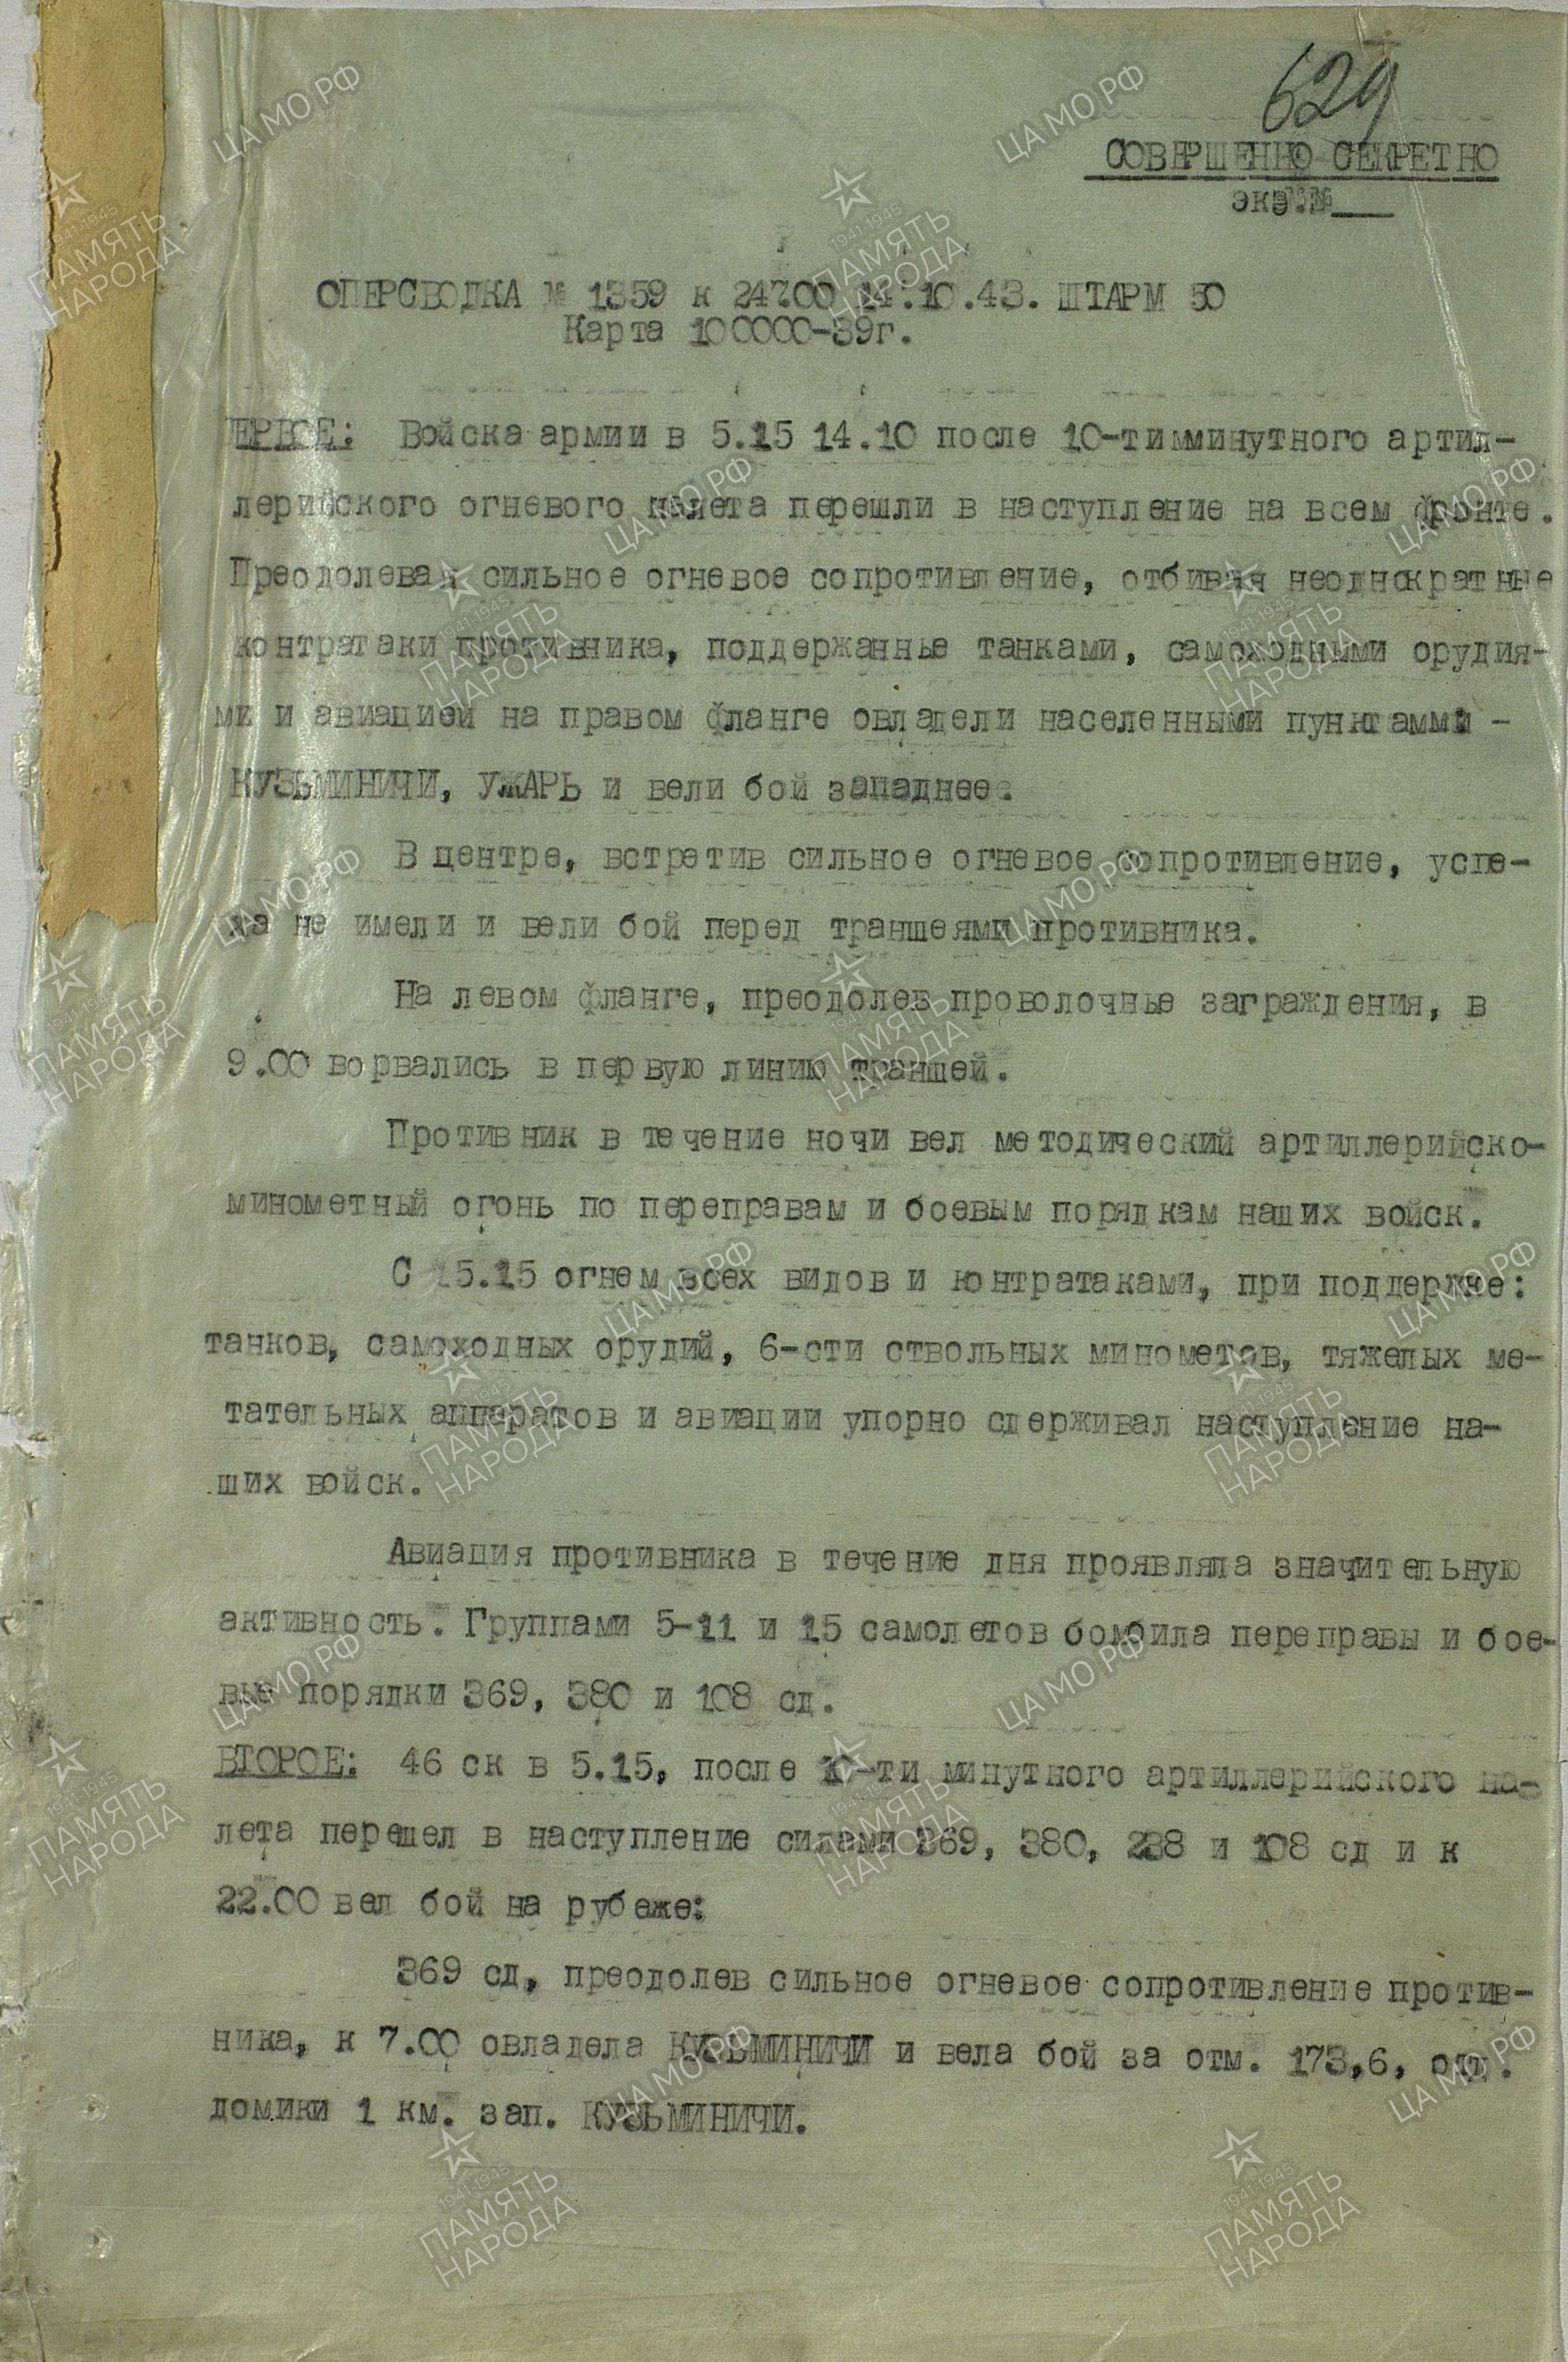 629
СОВЕРШЕННО СЕКРЕТНО
экз.№___
ОПЕРСВОДКА № 1359 к 24.00 14.10.43. ШТАРМ 50
Карта 100000-39г.
ПЕРВОЕ: Войска армии в 5.15 14.10 после 10-тимминутного артил-
лерийского огневого налета перешли в наступление на всем фронте.
Преодолевая сильное огневое сопротивление, отбивая неоднократные
контратаки противника, поддержанные танками, самоходными орудия-
ми и авиацией на правом фланге овладели населенными пунктами -
КУЗЬМИНИЧИ, УЖАРЬ и вели бой западнее.
В центре, встретив сильное огневое сопротивление, успе-
ха не имели и вели бой перед траншеями противника.
На левом фланге, преодолев проволочные заграждения, в
9.00 ворвались в первую линию траншей.
Противник в течение ночи вел методический артиллерийско-
минометный огонь по переправам и боевым порядкам наших войск.
С 5.15 огнем всех видов и контратаками, при поддержке:
танков, самоходных орудий, 6-сти ствольных минометов, тяжелых ме-
тательных аппаратов и авиации упорно сдерживал наступление на-
ших войск.
Авиация противника в течение дня проявляла значительную
активность. Группами 5-11 и 15 самолетов бомбила переправы и бое-
вые порядки 369, 380 и 108 сд.
ВТОРОЕ: 46 ск в 5.15, после 10-ти минутного артиллерийского на-
лета перешел в наступление силами 369, 380, 238 и 108 сд и к
22.00 вел бой на рубеже:
369 сд, преодолев сильное огневое сопротивление против-
ника, к 7.00 овладела КУЗЬМИНИЧИ и вела бой за отм. 173,6, отд.
домики 1 км. зап. КУЗЬМИНИЧИ.